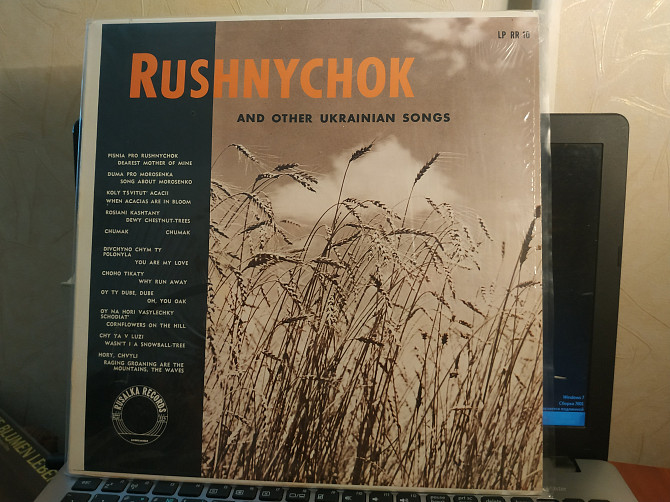 LP RR 10
RUSHNYCHOK
AND OTHER UKRAINIAN SONGS
PISNIA PRO RUSHNYCHOK
DEAREST MOTHER OF MINE
DUMA PRO MOROSENKA
SONG ABOUT MOROSENKO
KOLY TSVITUT' ACACII
WHEN ACACIAS ARE IN BLOOM
ROSIANI KASHTANY
DEWY CHESTNUT-TREES
CHUMAK CHUMAK
DIVCHYNO CHYM TY
POLONYLA
YOU ARE MY LOVE
CHOHO TIKATY
WHY RUN AWAY
OY TY DUBE, DUBE
OH, YOU OAK
OY NA HORI VASYLECHKY
SCHODIAT'
CORNFLOWERS ON THE HILL
CHY YA V LUZI
WASN'T I A SNOWBALL-TREE
HORY, CHVYLI
RAGING GROANING ARE THE
MOUNTAINS, THE WAVES
RUSALKA RECORDS
BLUMENLEBE
Windows 7